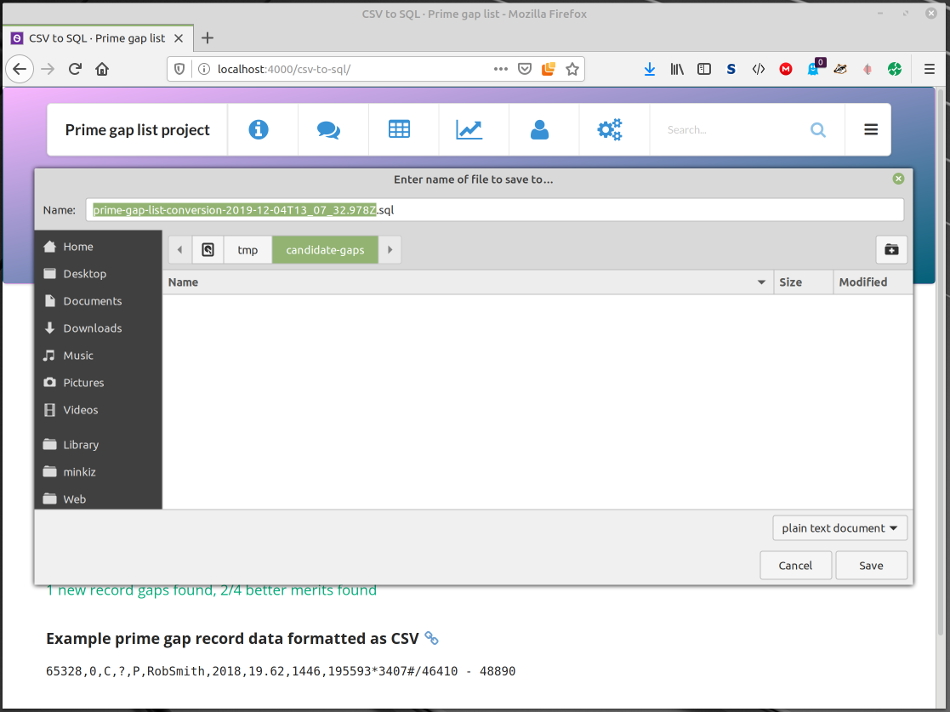 CSV to SQL · Prime gap list - Mozilla Firefox
CSV to SQL · Prime gap list
localhost:4000/csv-to-sql/
S
M
0
Prime gap list project
Search...
Enter name of file to save to...
Name: prime-gap-list-conversion-2019-12-04T13_07_32.978Z.sql
tmp candidate-gaps
Home
Desktop
Documents
Downloads
Music
Pictures
Videos
Library
minkiz
Web
Name Size Modified
plain text document
Cancel Save
1 new record gaps found, 2/4 better merits found
Example prime gap record data formatted as CSV
65328,0,C,?,P,RobSmith,2018,19.62,1446,195593*3407#/46410 - 48890